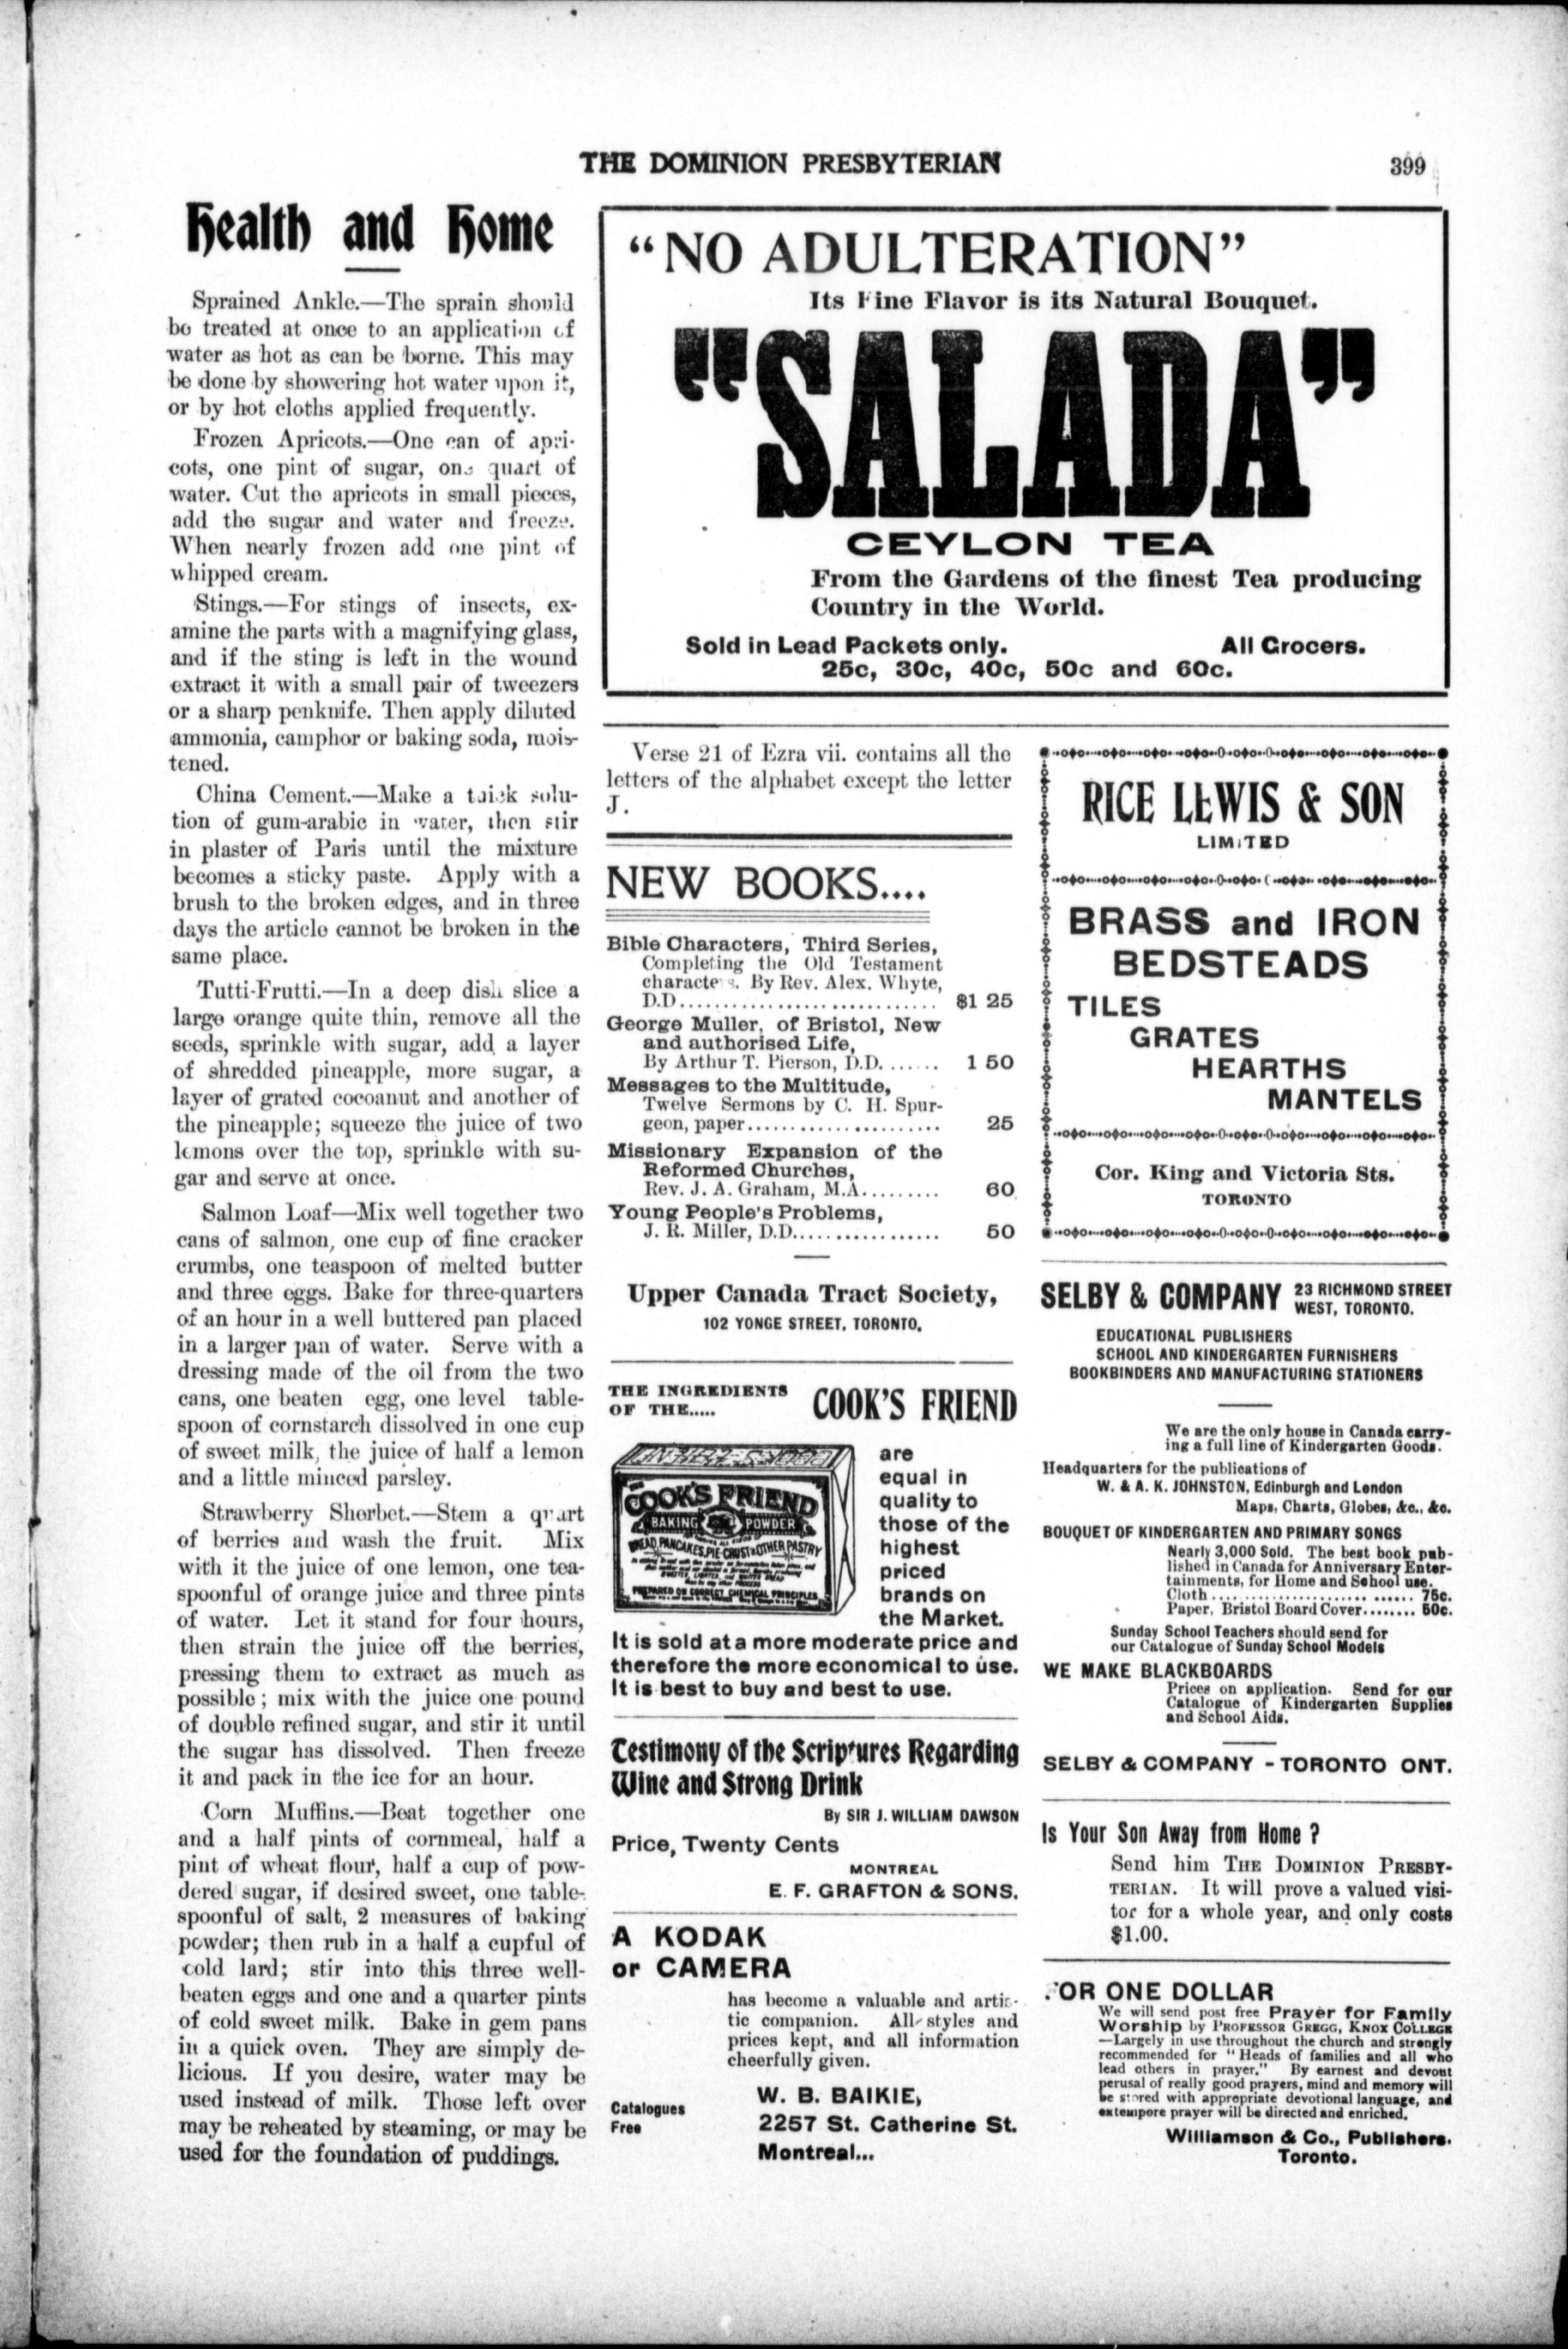 THE DOMINION PRESBYTERIAN 399
Health and Home
Sprained Ankle.—The sprain should
be treated at once to an application of
water as hot as can be borne. This may
be done by showering hot water upon it,
or by hot cloths applied frequently.
Frozen Apricots.—One can of apri-
cots, one pint of sugar, one quart of
water. Cut the apricots in small pieces,
add the sugar and water and freeze.
When nearly frozen add one pint of
whipped cream.
Stings.—For stings of insects, ex-
amine the parts with a magnifying glass,
and if the sting is left in the wound
extract it with a small pair of tweezers
or a sharp penknife. Then apply diluted
ammonia, camphor or baking soda, mois-
tened.
China Cement.—Make a thick solu-
tion of gum-arabic in water, then stir
in plaster of Paris until the mixture
becomes a sticky paste. Apply with a
brush to the broken edges, and in three
days the article cannot be broken in the
same place.
Tutti-Frutti.—In a deep dish slice a
large orange quite thin, remove all the
seeds, sprinkle with sugar, add a layer
of shredded pineapple, more sugar, a
layer of grated cocoanut and another of
the pineapple; squeeze the juice of two
lemons over the top, sprinkle with su-
gar and serve at once.
Salmon Loaf—Mix well together two
cans of salmon, one cup of fine cracker
crumbs, one teaspoon of melted butter
and three eggs. Bake for three-quarters
of an hour in a well buttered pan placed
in a larger pan of water. Serve with a
dressing made of the oil from the two
cans, one beaten egg, one level table-
spoon of cornstarch dissolved in one cup
of sweet milk, the juice of half a lemon
and a little minced parsley.
Strawberry Sherbet.—Stem a quart
of berries and wash the fruit. Mix
with it the juice of one lemon, one tea-
spoonful of orange juice and three pints
of water. Let it stand for four hours,
then strain the juice off the berries,
pressing them to extract as much as
possible; mix with the juice one pound
of double refined sugar, and stir it until
the sugar has dissolved. Then freeze
it and pack in the ice for an hour.
Corn Muffins.—Beat together one
and a half pints of cornmeal, half a
pint of wheat flour, half a cup of pow-
dered sugar, if desired sweet, one table-
spoonful of salt, 2 measures of baking
powder; then rub in a half a cupful of
cold lard; stir into this three well-
beaten eggs and one and a quarter pints
of cold sweet milk. Bake in gem pans
in a quick oven. They are simply de-
licious. If you desire, water may be
used instead of milk. Those left over
may be reheated by steaming, or may be
used for the foundation of puddings.
"NO ADULTERATION"
Its Fine Flavor is its Natural Bouquet.
"SALADA"
CEYLON TEA
From the Gardens of the finest Tea producing
Country in the World.
Sold in Lead Packets only. All Grocers.
25c, 30c, 40c, 50c and 60c.
Verse 21 of Ezra vii. contains all the
letters of the alphabet except the letter
J.
NEW BOOKS....
Bible Characters, Third Series,
Completing the Old Testament
characters. By Rev. Alex. Whyte,
D.D............................ $1 25
George Muller, of Bristol, New
and authorised Life,
By Arthur T. Pierson, D.D. ...... 1 50
Messages to the Multitude,
Twelve Sermons by C. H. Spur-
geon, paper..................... 25
Missionary Expansion of the
Reformed Churches,
Rev. J. A. Graham, M.A......... 60
Young People's Problems,
J. R. Miller, D.D................. 50
Upper Canada Tract Society,
102 YONGE STREET, TORONTO.
THE INGREDIENTS
OF THE.....
COOK'S FRIEND
COOK'S FRIEND
THE
COOK'S FRIEND
BAKING POWDER
BREAD, PANCAKES, PIE-CRUST & OTHER PASTRY
PREPARED ON CORRECT CHEMICAL PRINCIPLES
are
equal in
quality to
those of the
highest
priced
brands on
the Market.
It is sold at a more moderate price and
therefore the more economical to use.
It is best to buy and best to use.
Testimony of the Scriptures Regarding
Wine and Strong Drink
By SIR J. WILLIAM DAWSON
Price, Twenty Cents
MONTREAL
E. F. GRAFTON & SONS.
A KODAK
or CAMERA
has become a valuable and artis-
tic companion. All styles and
prices kept, and all information
cheerfully given.
Catalogues
Free
W. B. BAIKIE,
2257 St. Catherine St.
Montreal...
RICE LEWIS & SON
LIMITED
BRASS and IRON
BEDSTEADS
TILES
GRATES
HEARTHS
MANTELS
Cor. King and Victoria Sts.
TORONTO
SELBY & COMPANY 23 RICHMOND STREET
WEST, TORONTO.
EDUCATIONAL PUBLISHERS
SCHOOL AND KINDERGARTEN FURNISHERS
BOOKBINDERS AND MANUFACTURING STATIONERS
We are the only house in Canada carry-
ing a full line of Kindergarten Goods.
Headquarters for the publications of
W. & A. K. JOHNSTON, Edinburgh and London
Maps, Charts, Globes, &c., &c.
BOUQUET OF KINDERGARTEN AND PRIMARY SONGS
Nearly 3,000 Sold. The best book pub-
lished in Canada for Anniversary Enter-
tainments, for Home and School use.
Cloth ...................... ...... 75c.
Paper, Bristol Board Cover........ 50c.
Sunday School Teachers should send for
our Catalogue of Sunday School Models
WE MAKE BLACKBOARDS
Prices on application. Send for our
Catalogue of Kindergarten Supplies
and School Aids.
SELBY & COMPANY - TORONTO ONT.
Is Your Son Away from Home ?
Send him THE DOMINION PRESBY-
TERIAN. It will prove a valued visi-
tor for a whole year, and only costs
$1.00.
FOR ONE DOLLAR
We will send post free Prayer for Family
Worship by PROFESSOR GREGG, KNOX COLLEGE
—Largely in use throughout the church and strongly
recommended for "Heads of families and all who
lead others in prayer." By earnest and devout
perusal of really good prayers, mind and memory will
be stored with appropriate devotional language, and
extempore prayer will be directed and enriched.
Williamson & Co., Publishers.
Toronto.